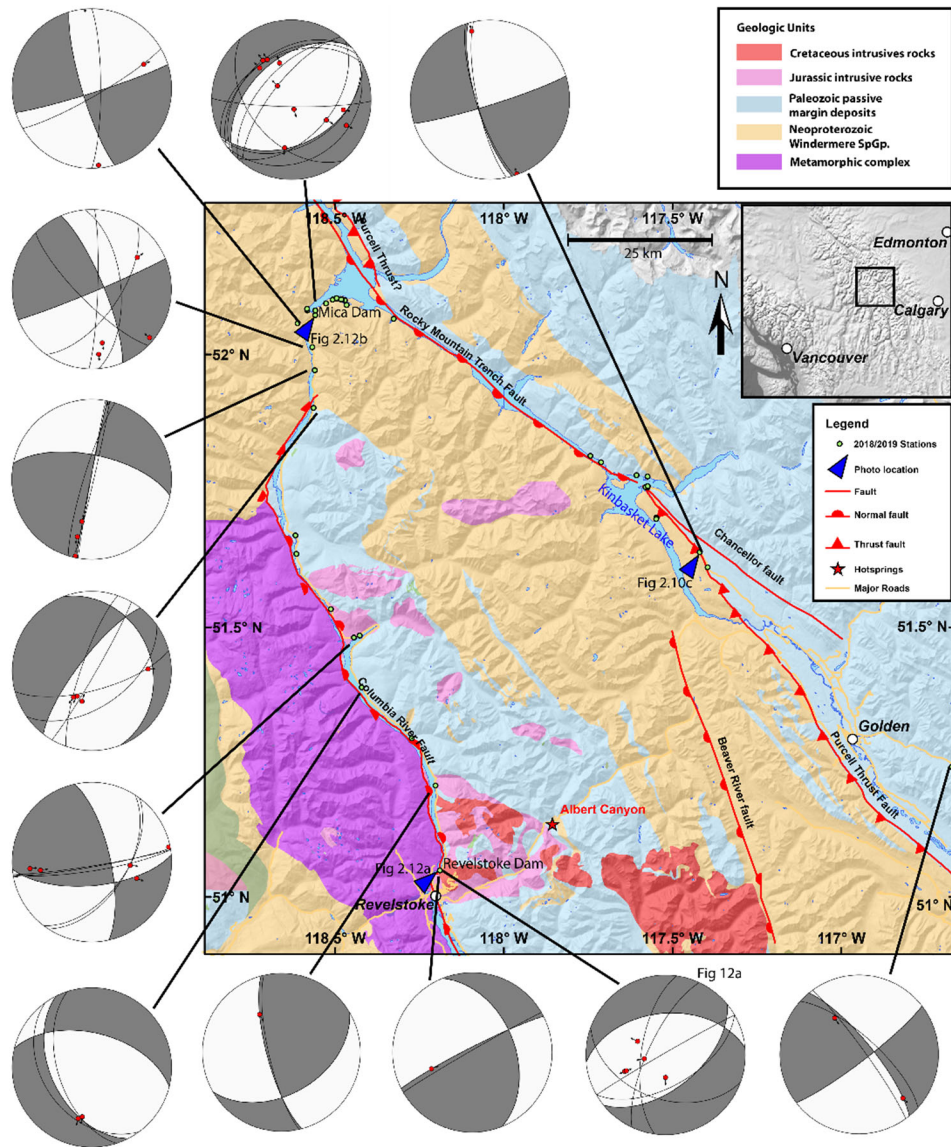 Geologic Units
Cretaceous intrusives rocks
Jurassic intrusive rocks
Paleozoic passive
margin deposits
Neoproterozoic
Windermere SpGp.
Metamorphic complex
118.5° W
118° W
117.5° W
25 km
N
Edmonton
Calgary
Vancouver
Purcell Thrust?
Mica Dam
Fig 2.12b
52° N
Rocky Mountain Trench Fault
Legend
2018/2019 Stations
Photo location
Fault
Normal fault
Thrust fault
Hotsprings
Major Roads
Kinbasket Lake
Chancellor fault
Fig 2.10c
51.5° N
51.5° N
Columbia River Fault
Beaver River fault
Golden
Purcell Thrust Fault
Albert Canyon
Fig 2.12a
Revelstoke Dam
Revelstoke
51° N
51° N
118.5° W
118° W
117.5° W
117° W
Fig 12a